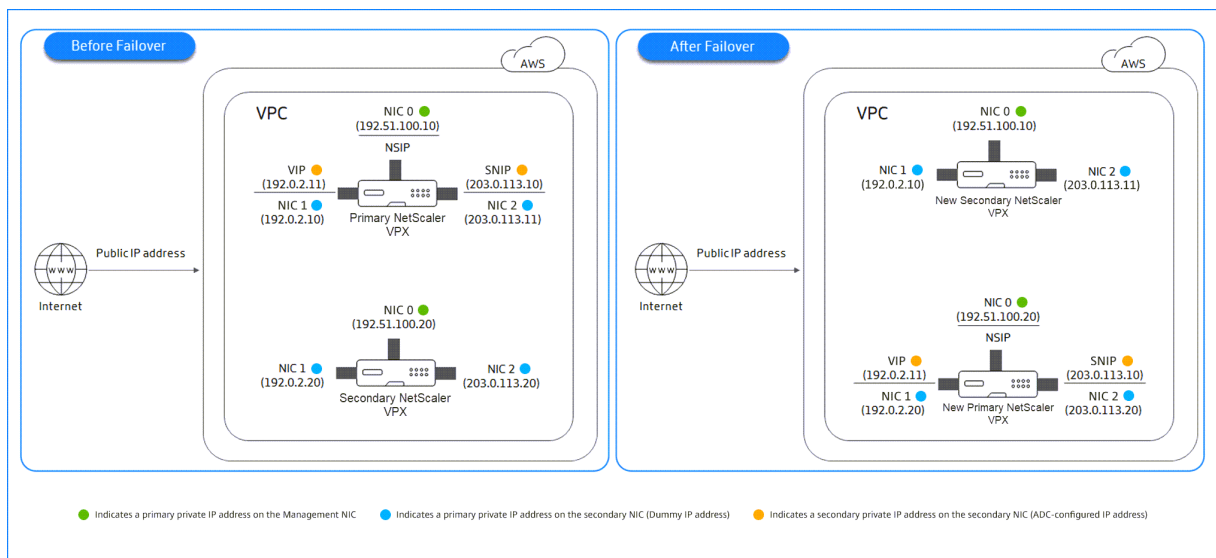 Before Failover
AWS
VPC
NIC 0
(192.51.100.10)
NSIP
VIP
(192.0.2.11)
NIC 1
(192.0.2.10)
SNIP
(203.0.113.10)
NIC 2
(203.0.113.11)
Primary NetScaler
VPX
Public IP address
www
Internet
NIC 0
(192.51.100.20)
NIC 1
(192.0.2.20)
NIC 2
(203.0.113.20)
Secondary NetScaler
VPX
After Failover
AWS
VPC
NIC 0
(192.51.100.10)
NIC 1
(192.0.2.10)
NIC 2
(203.0.113.11)
New Secondary NetScaler
VPX
Public IP address
www
Internet
NIC 0
(192.51.100.20)
NSIP
VIP
(192.0.2.11)
NIC 1
(192.0.2.20)
SNIP
(203.0.113.10)
NIC 2
(203.0.113.20)
New Primary NetScaler
VPX
Indicates a primary private IP address on the Management NIC
Indicates a primary private IP address on the secondary NIC (Dummy IP address)
Indicates a secondary private IP address on the secondary NIC (ADC-configured IP address)